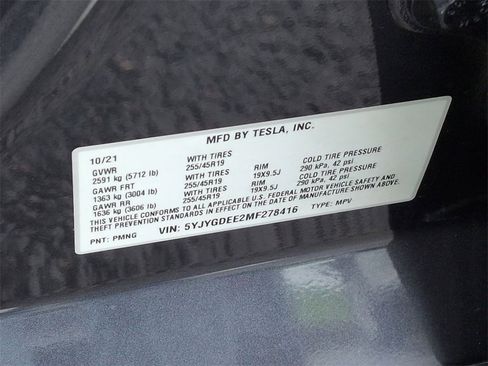 MFD BY TESLA, INC.
10/21
GVWR WITH TIRES RIM COLD TIRE PRESSURE
2591 kg (5712 lb) 255/45R19 19X9.5J 290 kPa, 42 psi
GAWR FRT WITH TIRES RIM COLD TIRE PRESSURE
1363 kg (3004 lb) 255/45R19 19X9.5J 290 kPa, 42 psi
GAWR RR WITH TIRES
1636 kg (3606 lb) 255/45R19
THIS VEHICLE CONFORMS TO ALL APPLICABLE U.S. FEDERAL MOTOR VEHICLE SAFETY AND
THEFT PREVENTION STANDARDS IN EFFECT ON THE DATE OF MANUFACTURE SHOWN ABOVE.
PNT: PMNG VIN: 5YJYGDEE2MF278416 TYPE: MPV